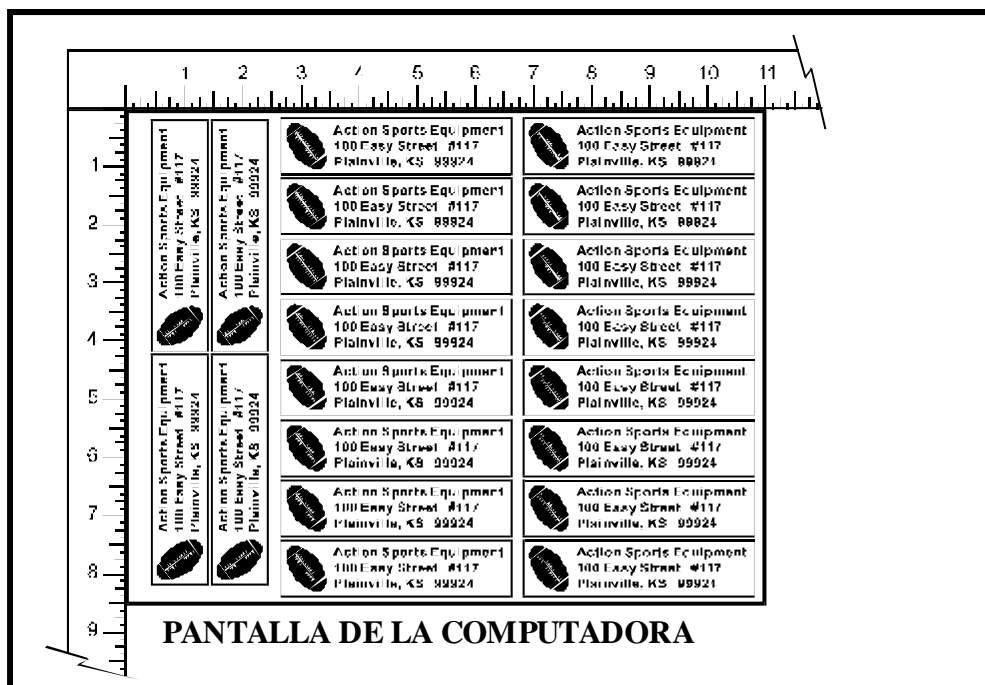 1 2 3 4 5 6 7 8 9 10 11
1
2
3
4
5
6
7
8
9
Action Sports Equipment
100 Easy Street #117
Plainville, KS 99924
Action Sports Equipment
100 Easy Street #117
Plainville, KS 99924
Action Sports Equipment
100 Easy Street #117
Plainville, KS 99924
Action Sports Equipment
100 Easy Street #117
Plainville, KS 99924
Action Sports Equipment
100 Easy Street #117
Plainville, KS 99924
Action Sports Equipment
100 Easy Street #117
Plainville, KS 99924
Action Sports Equipment
100 Easy Street #117
Plainville, KS 99924
Action Sports Equipment
100 Easy Street #117
Plainville, KS 99924
Action Sports Equipment
100 Easy Street #117
Plainville, KS 99924
Action Sports Equipment
100 Easy Street #117
Plainville, KS 99924
Action Sports Equipment
100 Easy Street #117
Plainville, KS 99924
Action Sports Equipment
100 Easy Street #117
Plainville, KS 99924
Action Sports Equipment
100 Easy Street #117
Plainville, KS 99924
Action Sports Equipment
100 Easy Street #117
Plainville, KS 99924
Action Sports Equipment
100 Easy Street #117
Plainville, KS 99924
Action Sports Equipment
100 Easy Street #117
Plainville, KS 99924
Action Sports Equipment
100 Easy Street #117
Plainville, KS 99924
Action Sports Equipment
100 Easy Street #117
Plainville, KS 99924
Action Sports Equipment
100 Easy Street #117
Plainville, KS 99924
Action Sports Equipment
100 Easy Street #117
Plainville, KS 99924
PANTALLA DE LA COMPUTADORA